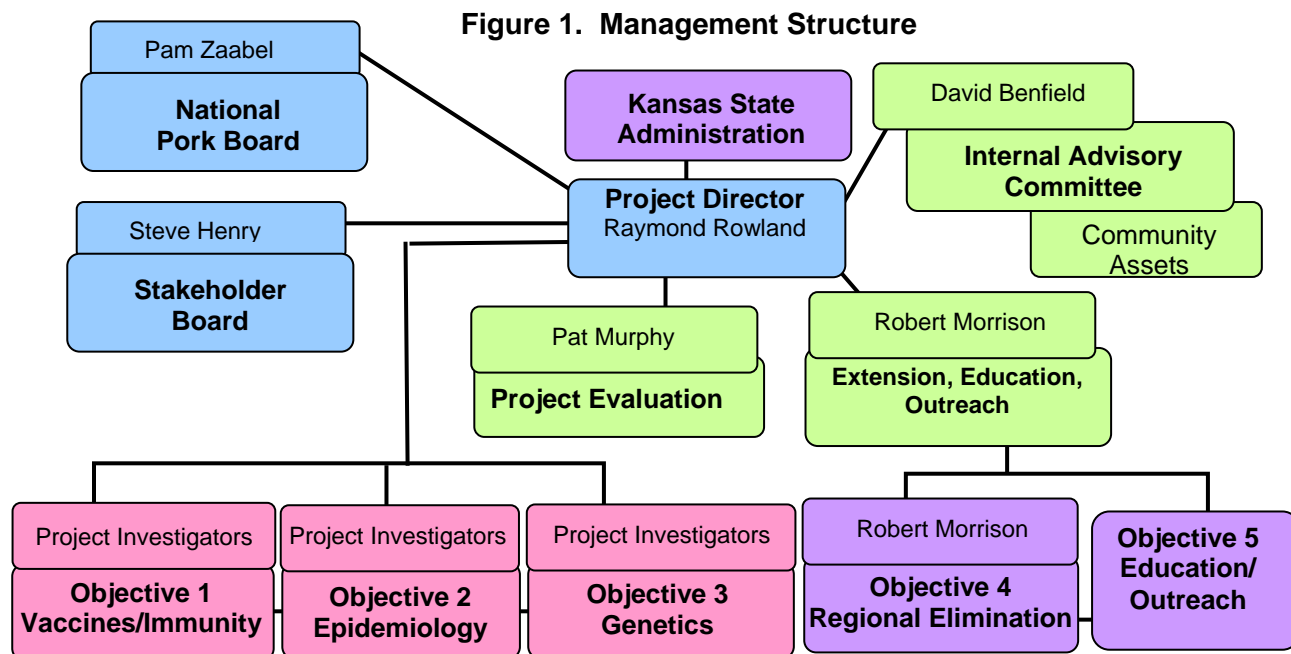 Figure 1. Management Structure
Pam Zaabel
National
Pork Board
Kansas State
Administration
David Benfield
Internal Advisory
Committee
Community
Assets
Project Director
Raymond Rowland
Steve Henry
Stakeholder
Board
Pat Murphy
Project Evaluation
Robert Morrison
Extension, Education,
Outreach
Project Investigators
Objective 1
Vaccines/Immunity
Project Investigators
Objective 2
Epidemiology
Project Investigators
Objective 3
Genetics
Robert Morrison
Objective 4
Regional Elimination
Objective 5
Education/
Outreach